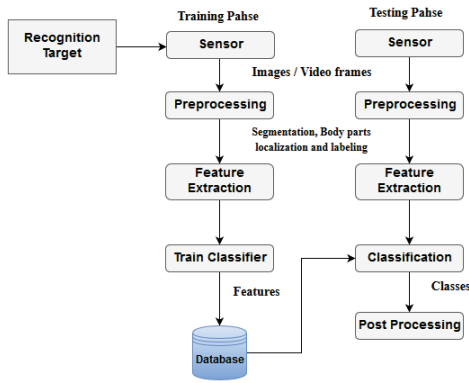 Training Pahse
Testing Pahse
Recognition
Target
Sensor
Sensor
Images / Video frames
Preprocessing
Preprocessing
Segmentation, Body parts
localization and labeling
Feature
Extraction
Feature
Extraction
Train Classifier
Classification
Features
Classes
Database
Post Processing